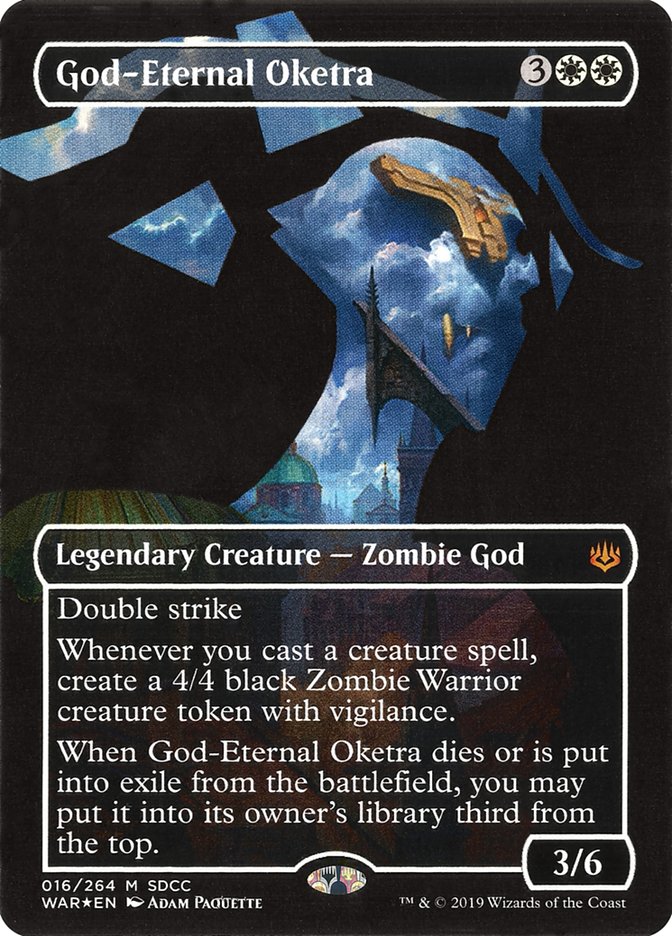 God-Eternal Oketra 3
Legendary Creature — Zombie God
Double strike
Whenever you cast a creature spell,
create a 4/4 black Zombie Warrior
creature token with vigilance.
When God-Eternal Oketra dies or is put
into exile from the battlefield, you may
put it into its owner's library third from
the top.
3/6
016/264 M SDCC
WAR★EN Adam Paquette
™ & © 2019 Wizards of the Coast